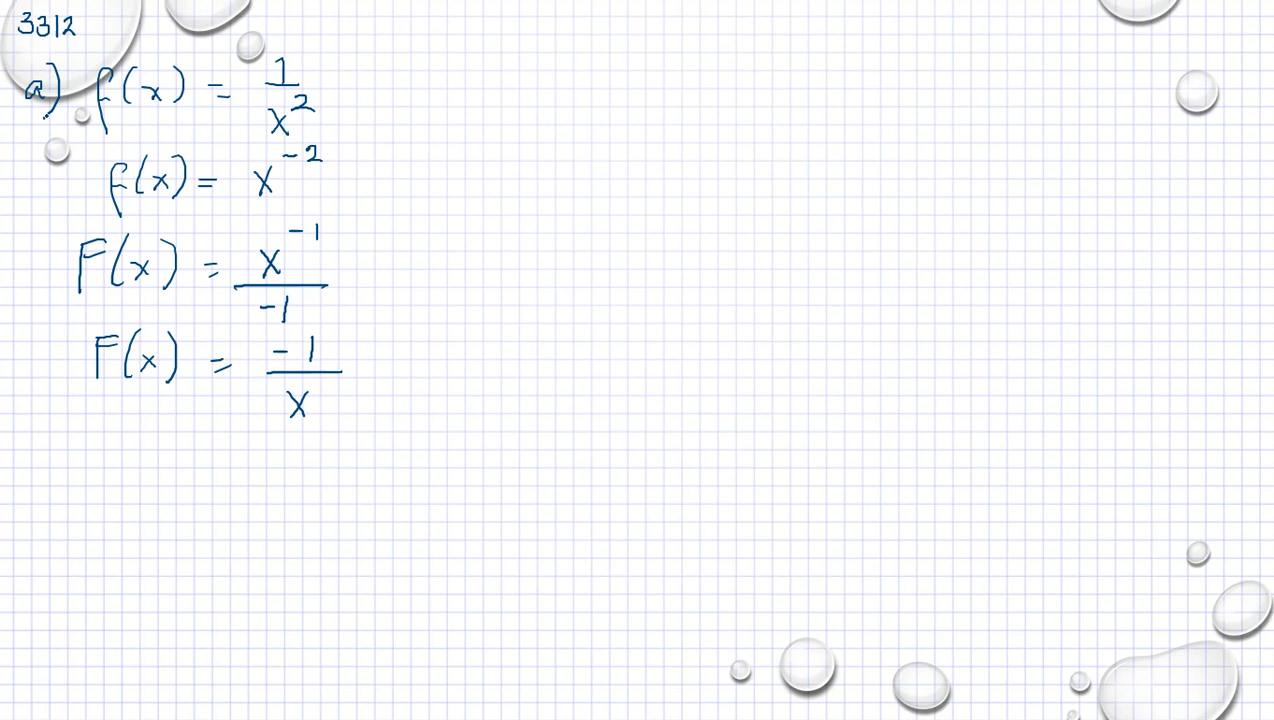 3312
a) f(x) = 1/x²
f(x) = x⁻²
F(x) = x⁻¹/-1
F(x) = -1/x